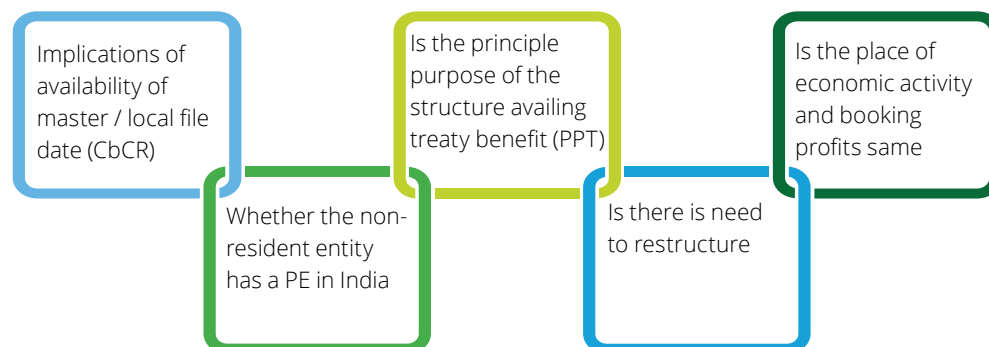 Implications of
availability of
master / local file
date (CbCR)
Whether the non-
resident entity
has a PE in India
Is the principle
purpose of the
structure availing
treaty benefit (PPT)
Is there is need
to restructure
Is the place of
economic activity
and booking
profits same